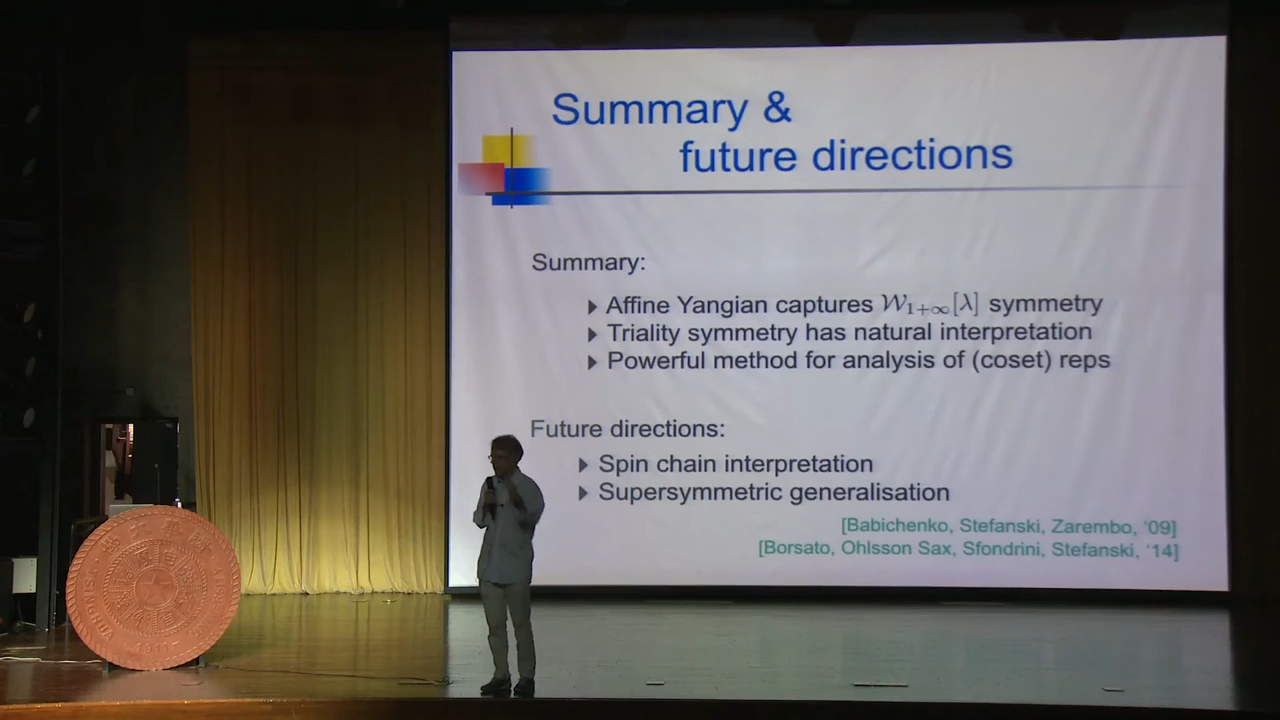 Summary &
future directions
Summary:
Affine Yangian captures 𝒲₁₊∞[λ] symmetry
Triality symmetry has natural interpretation
Powerful method for analysis of (coset) reps
Future directions:
Spin chain interpretation
Supersymmetric generalisation
[Babichenko, Stefanski, Zarembo, ‘09]
[Borsato, Ohlsson Sax, Sfondrini, Stefanski, ‘14]
1911